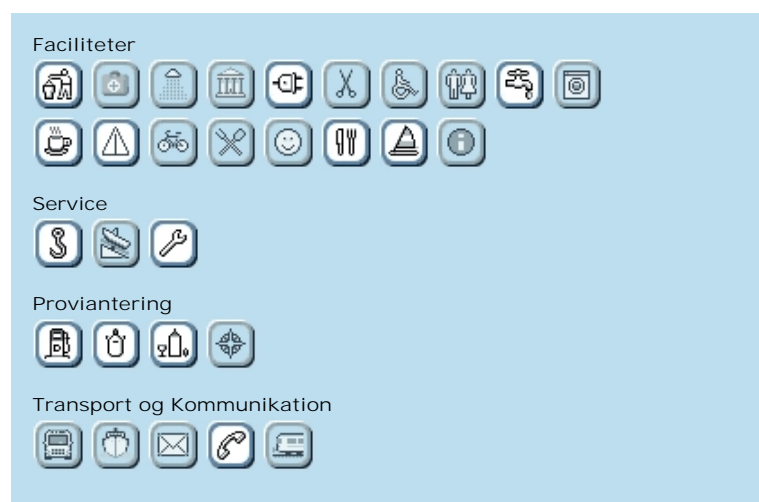 Faciliteter
Service
Proviantering
Transport og Kommunikation